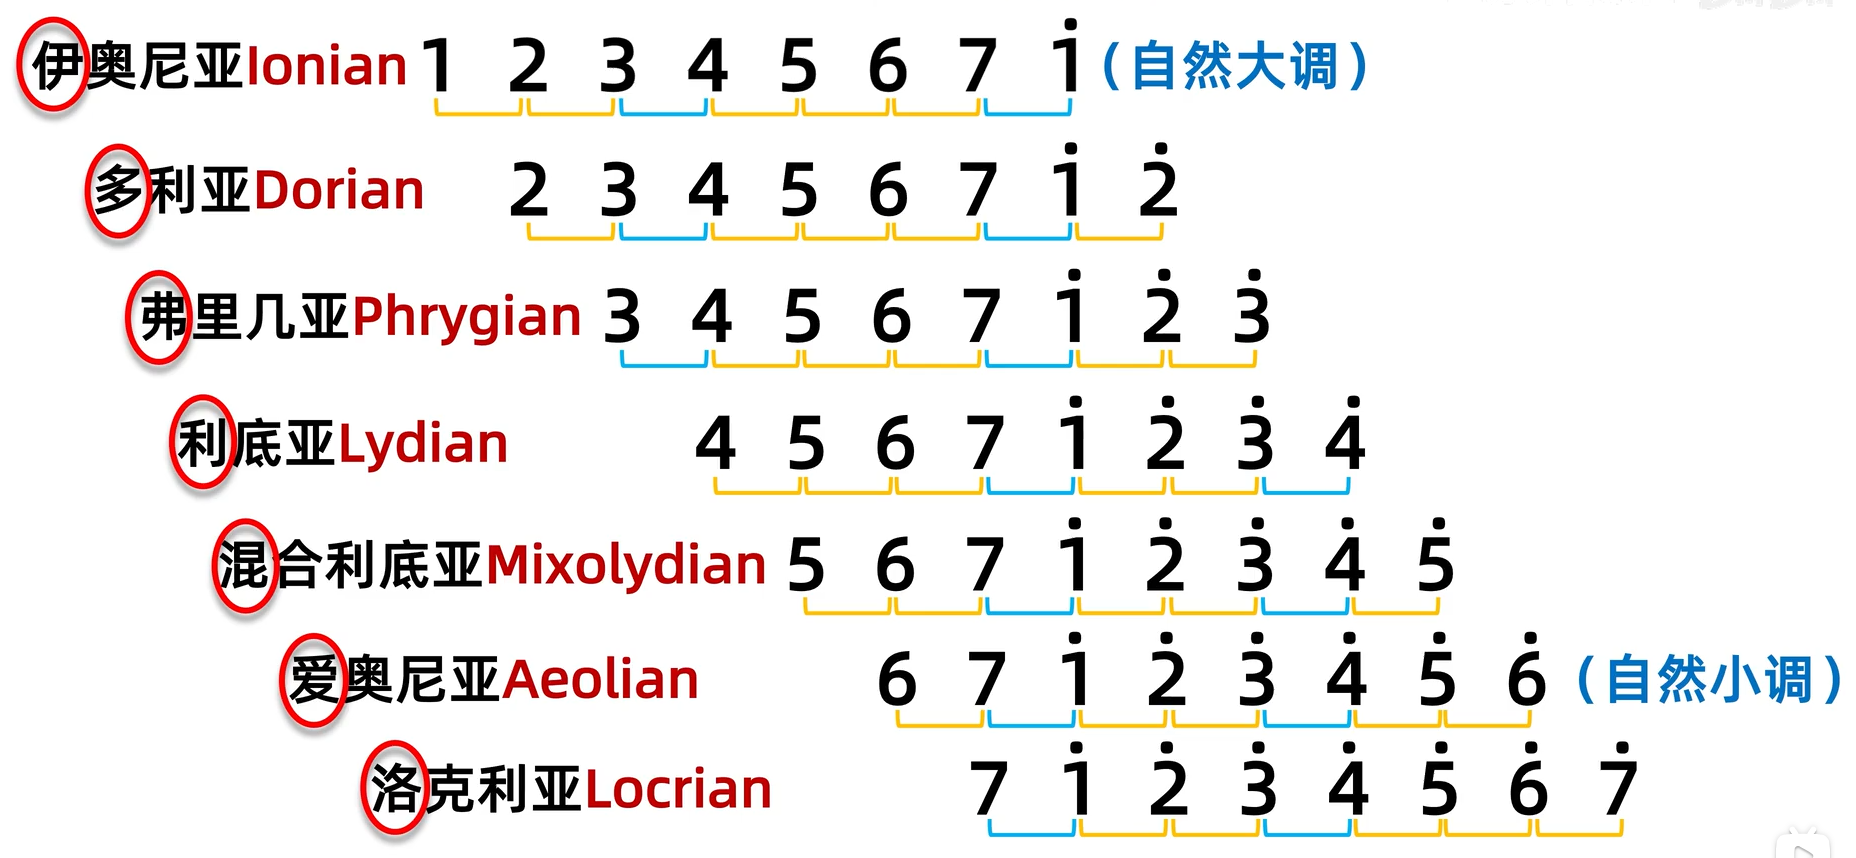 伊奥尼亚Ionian 1 2 3 4 5 6 7 1̇（自然大调）
多利亚Dorian 2 3 4 5 6 7 1̇ 2̇
弗里几亚Phrygian 3 4 5 6 7 1̇ 2̇ 3̇
利底亚Lydian 4 5 6 7 1̇ 2̇ 3̇ 4̇
混合利底亚Mixolydian 5 6 7 1̇ 2̇ 3̇ 4̇ 5̇
爱奥尼亚Aeolian 6 7 1̇ 2̇ 3̇ 4̇ 5̇ 6̇（自然小调）
洛克利亚Locrian 7 1̇ 2̇ 3̇ 4̇ 5̇ 6̇ 7̇